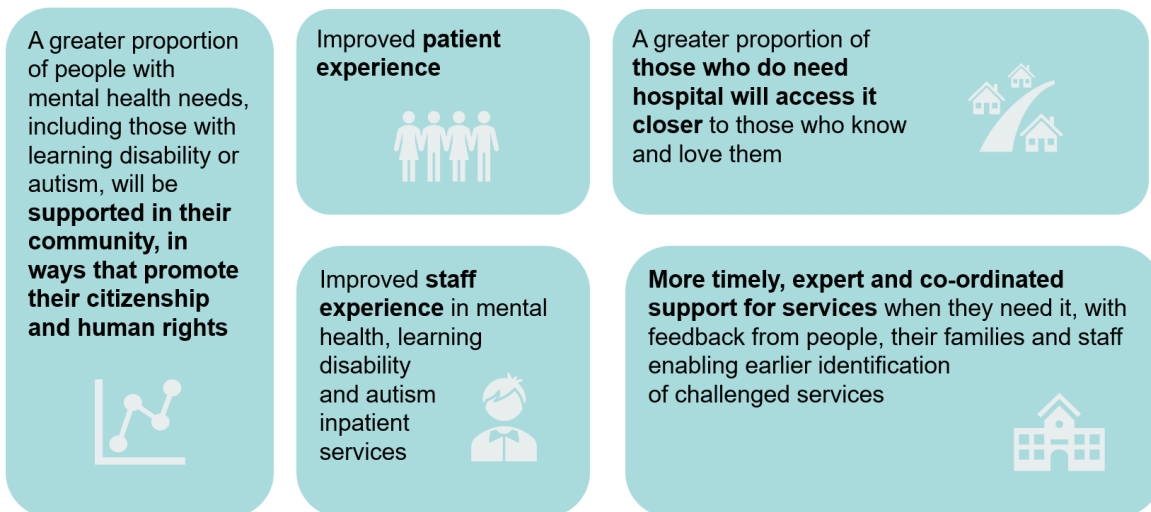 A greater proportion
of people with
mental health needs,
including those with
learning disability or
autism, will be
supported in their
community, in
ways that promote
their citizenship
and human rights
Improved patient
experience
A greater proportion of
those who do need
hospital will access it
closer to those who know
and love them
Improved staff
experience in mental
health, learning
disability
and autism
inpatient
services
More timely, expert and co-ordinated
support for services when they need it, with
feedback from people, their families and staff
enabling earlier identification
of challenged services